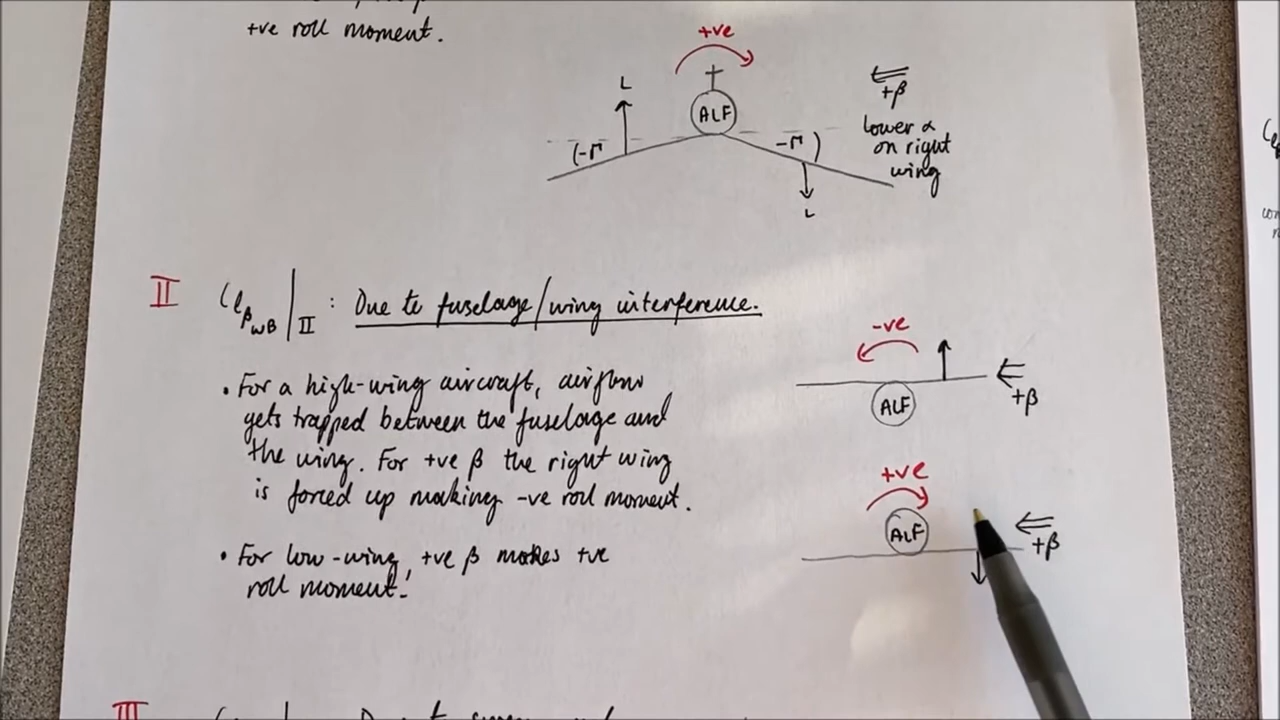 +ve roll moment.
+ve
L
ALF
+β
lower α
on right
wing
(-Γ
-Γ)
L
II ClβWB|II : Due to fuselage/wing interference.
• For a high-wing aircraft, airflow
gets trapped between the fuselage and
the wing. For +ve β the right wing
is forced up making -ve roll moment.
-ve
ALF
+β
• For low-wing, +ve β makes +ve
roll moment.
+ve
ALF
+β
III